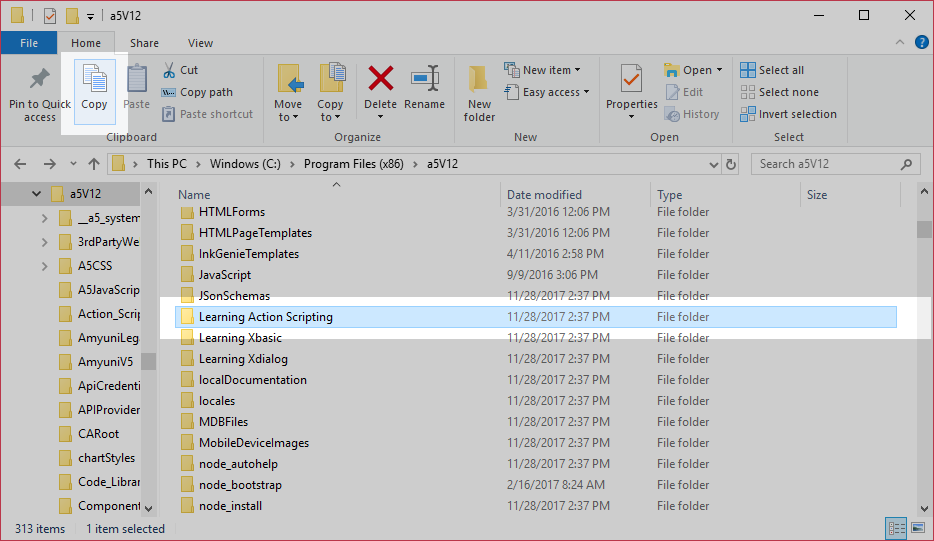 a5V12
File Home Share View
Pin to Quick access
Copy
Paste
Cut
Copy path
Paste shortcut
Clipboard
Move to
Copy to
Delete
Rename
Organize
New folder
New item
Easy access
New
Properties
Open
Edit
History
Open
Select all
Select none
Invert selection
Select
This PC Windows (C:) Program Files (x86) a5V12
Search a5V12
a5V12
__a5_system
3rdPartyWe
A5CSS
A5JavaScrip
Action_Scrip
AmyuniLeg
AmyuniV5
ApiCredenti
APIProvider
CARoot
chartStyles
Code_Librar
Component
Name Date modified Type Size
HTMLForms 3/31/2016 12:06 PM File folder
HTMLPageTemplates 3/31/2016 12:06 PM File folder
InkGenieTemplates 4/11/2016 2:58 PM File folder
JavaScript 9/9/2016 3:06 PM File folder
JSonSchemas 11/28/2017 2:37 PM File folder
Learning Action Scripting 11/28/2017 2:37 PM File folder
Learning Xbasic 11/28/2017 2:37 PM File folder
Learning Xdialog 11/28/2017 2:37 PM File folder
localDocumentation 11/28/2017 2:37 PM File folder
locales 11/28/2017 2:37 PM File folder
MDBFiles 11/28/2017 2:37 PM File folder
MobileDeviceImages 11/28/2017 2:37 PM File folder
node_autohelp 11/28/2017 2:37 PM File folder
node_bootstrap 2/16/2017 8:24 AM File folder
node_install 11/28/2017 2:37 PM File folder
313 items 1 item selected